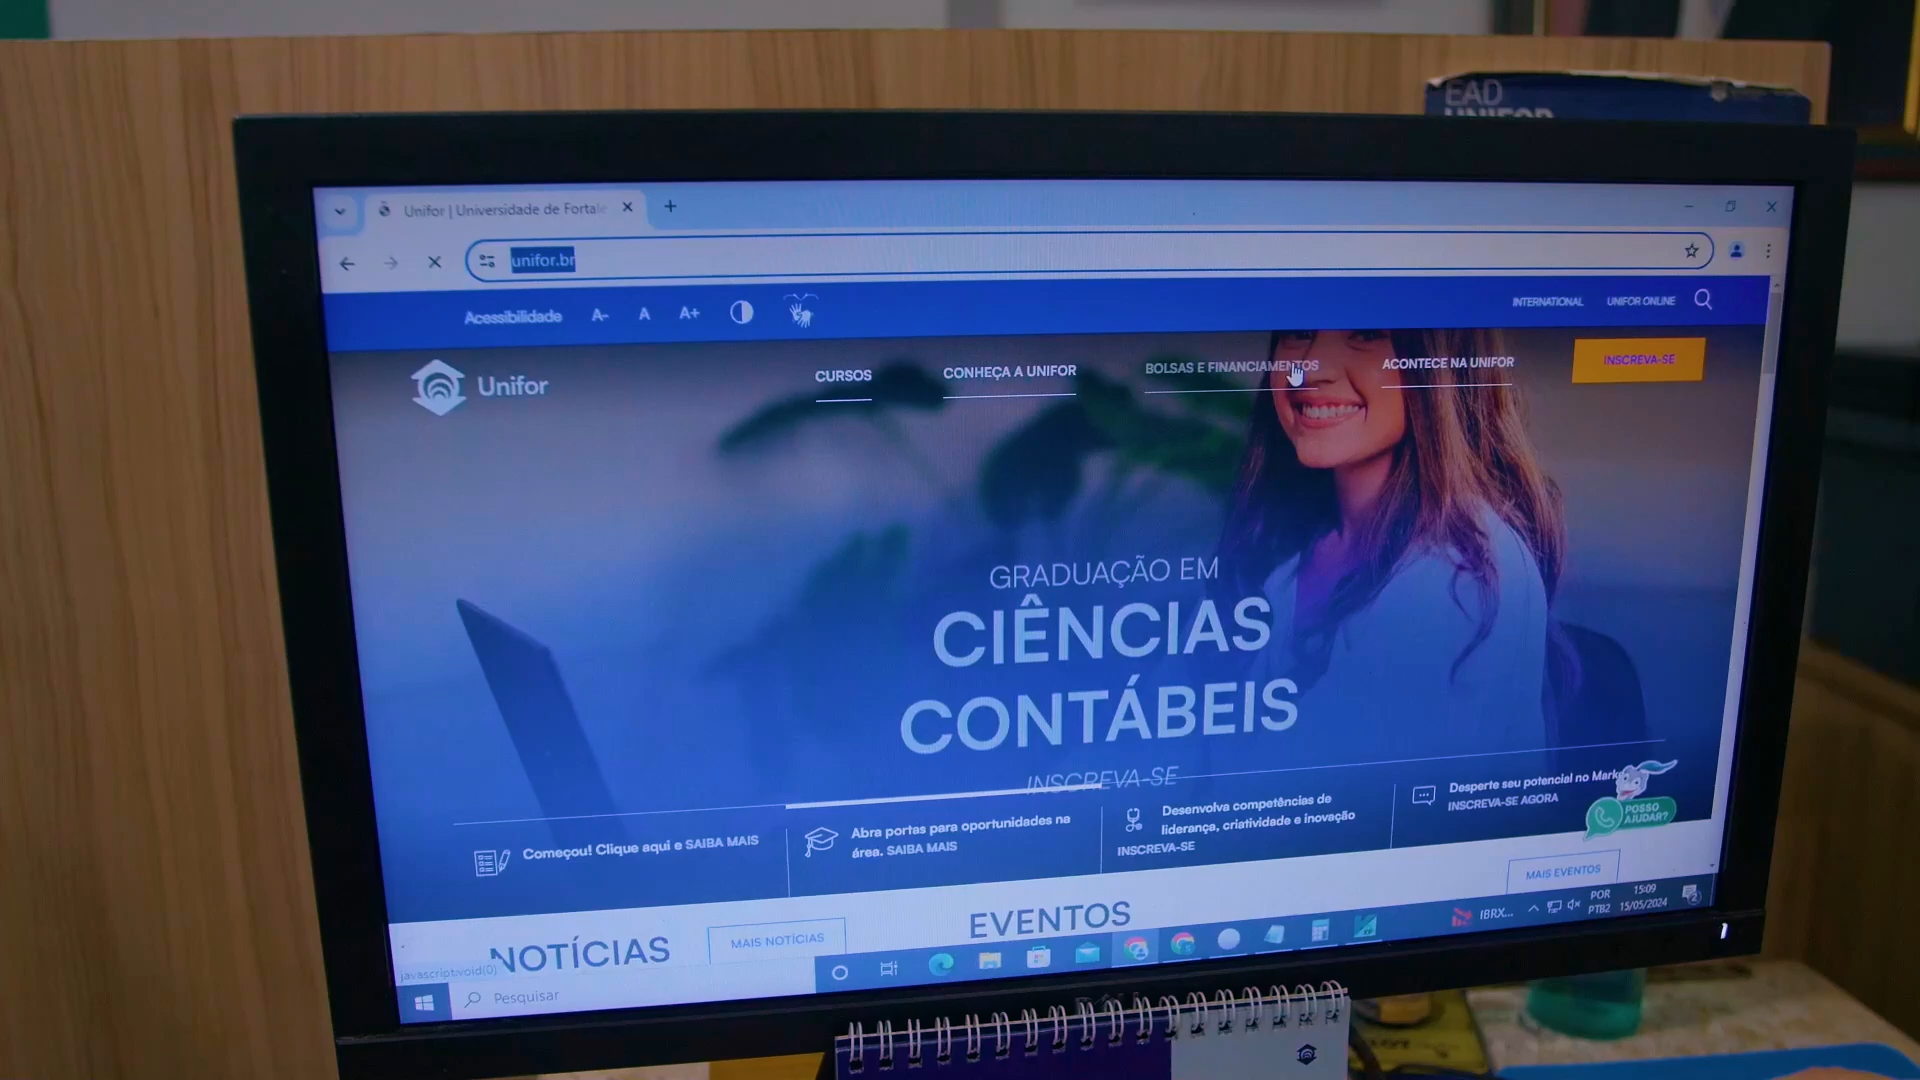 EAD
UNIFOR
Unifor | Universidade de Fortale
unifor.br
Acessibilidade A- A A+
INTERNATIONAL UNIFOR ONLINE
Unifor
CURSOS CONHEÇA A UNIFOR BOLSAS E FINANCIAMENTOS ACONTECE NA UNIFOR INSCREVA-SE
GRADUAÇÃO EM
CIÊNCIAS
CONTÁBEIS
INSCREVA-SE
Começou! Clique aqui e SAIBA MAIS
Abra portas para oportunidades na
área. SAIBA MAIS
Desenvolva competências de
liderança, criatividade e inovação
INSCREVA-SE
Desperte seu potencial no Mark
INSCREVA-SE AGORA
POSSO
AJUDAR?
NOTÍCIAS
MAIS NOTÍCIAS
EVENTOS
MAIS EVENTOS
javascript:void(0)
Pesquisar
IBRX...
POR
PTB2
15:09
15/05/2024
2